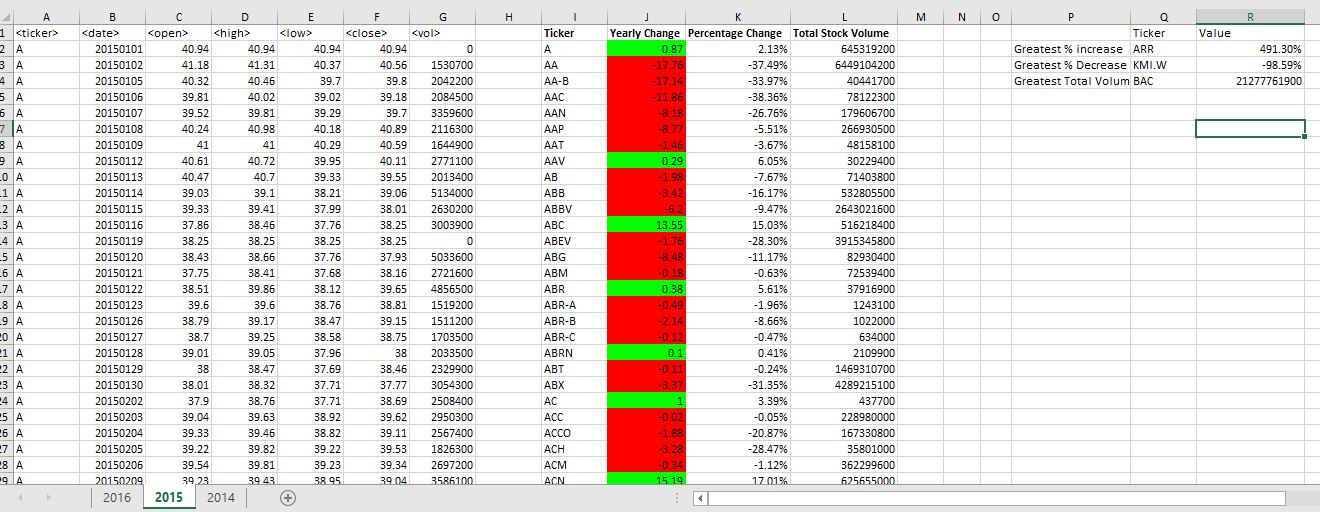 A B C D E F G H I J K L M N O P Q R
1 <ticker> <date> <open> <high> <low> <close> <vol> Ticker Yearly Change Percentage Change Total Stock Volume Ticker Value
2 A 20150101 40.94 40.94 40.94 40.94 0 A 0.87 2.13% 645319200 Greatest % increase ARR 491.30%
3 A 20150102 41.18 41.31 40.37 40.56 1530700 AA -17.76 -37.49% 6449104200 Greatest % Decrease KMI.W -98.59%
4 A 20150105 40.32 40.46 39.7 39.8 2042200 AA-B -17.14 -33.97% 40441700 Greatest Total Volum BAC 21277761900
5 A 20150106 39.81 40.02 39.02 39.18 2084500 AAC -11.86 -38.36% 78122300
6 A 20150107 39.52 39.81 39.29 39.7 3359600 AAN -8.18 -26.76% 179606700
7 A 20150108 40.24 40.98 40.18 40.89 2116300 AAP -8.77 -5.51% 266930500
8 A 20150109 41 41 40.29 40.59 1644900 AAT -1.46 -3.67% 48158100
9 A 20150112 40.61 40.72 39.95 40.11 2771100 AAV 0.29 6.05% 30229400
10 A 20150113 40.47 40.7 39.33 39.55 2013400 AB -1.98 -7.67% 71403800
11 A 20150114 39.03 39.1 38.21 39.06 5134000 ABB -3.42 -16.17% 532805500
12 A 20150115 39.33 39.41 37.99 38.01 2630200 ABBV -6.2 -9.47% 2643021600
13 A 20150116 37.86 38.46 37.76 38.25 3003900 ABC 13.55 15.03% 516218400
14 A 20150119 38.25 38.25 38.25 38.25 0 ABEV -1.76 -28.30% 3915345800
15 A 20150120 38.43 38.66 37.76 37.93 5033600 ABG -8.48 -11.17% 82930400
16 A 20150121 37.75 38.41 37.68 38.16 2721600 ABM -0.18 -0.63% 72539400
17 A 20150122 38.51 39.86 38.12 39.65 4856500 ABR 0.38 5.61% 37916900
18 A 20150123 39.6 39.6 38.76 38.81 1519200 ABR-A -0.49 -1.96% 1243100
19 A 20150126 38.79 39.17 38.47 39.15 1511200 ABR-B -2.14 -8.66% 1022000
20 A 20150127 38.7 39.25 38.58 38.75 1703500 ABR-C -0.12 -0.47% 634000
21 A 20150128 39.01 39.05 37.96 38 2033500 ABRN 0.1 0.41% 2109900
22 A 20150129 38 38.47 37.69 38.46 2329900 ABT -0.11 -0.24% 1469310700
23 A 20150130 38.01 38.32 37.71 37.77 3054300 ABX -3.37 -31.35% 4289215100
24 A 20150202 37.9 38.76 37.71 38.69 2508400 AC 1 3.39% 437700
25 A 20150203 39.04 39.63 38.92 39.62 2950300 ACC -0.02 -0.05% 228980000
26 A 20150204 39.33 39.46 38.82 39.11 2567400 ACCO -1.88 -20.87% 167330800
27 A 20150205 39.22 39.82 39.22 39.53 1826300 ACH -3.28 -28.47% 35801000
28 A 20150206 39.54 39.81 39.23 39.34 2697200 ACM -0.34 -1.12% 362299600
29 A 20150209 39.23 39.43 38.95 39.04 3586100 ACN 15.19 17.01% 625655000
2016 2015 2014